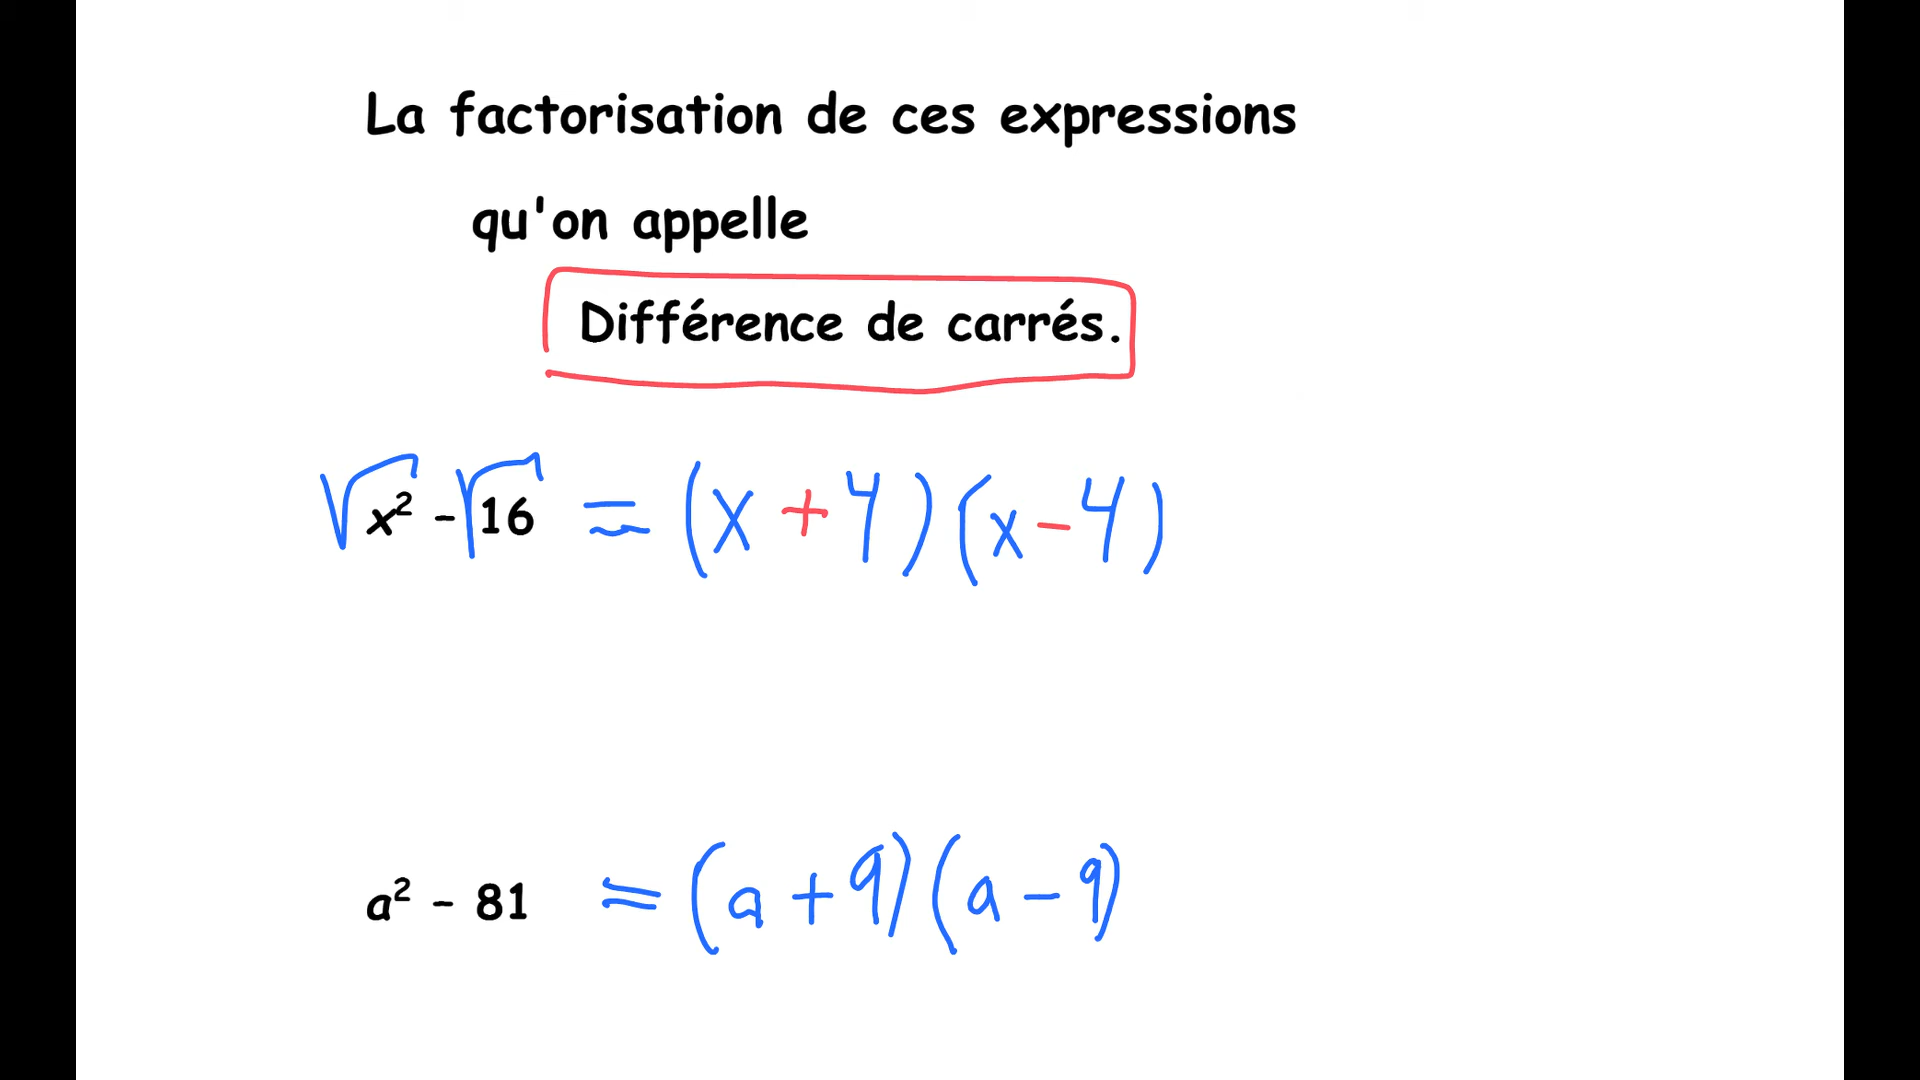 La factorisation de ces expressions
qu'on appelle
Différence de carrés.
√x² - √16 = (x + 4)(x - 4)
a² - 81 = (a + 9)(a - 9)